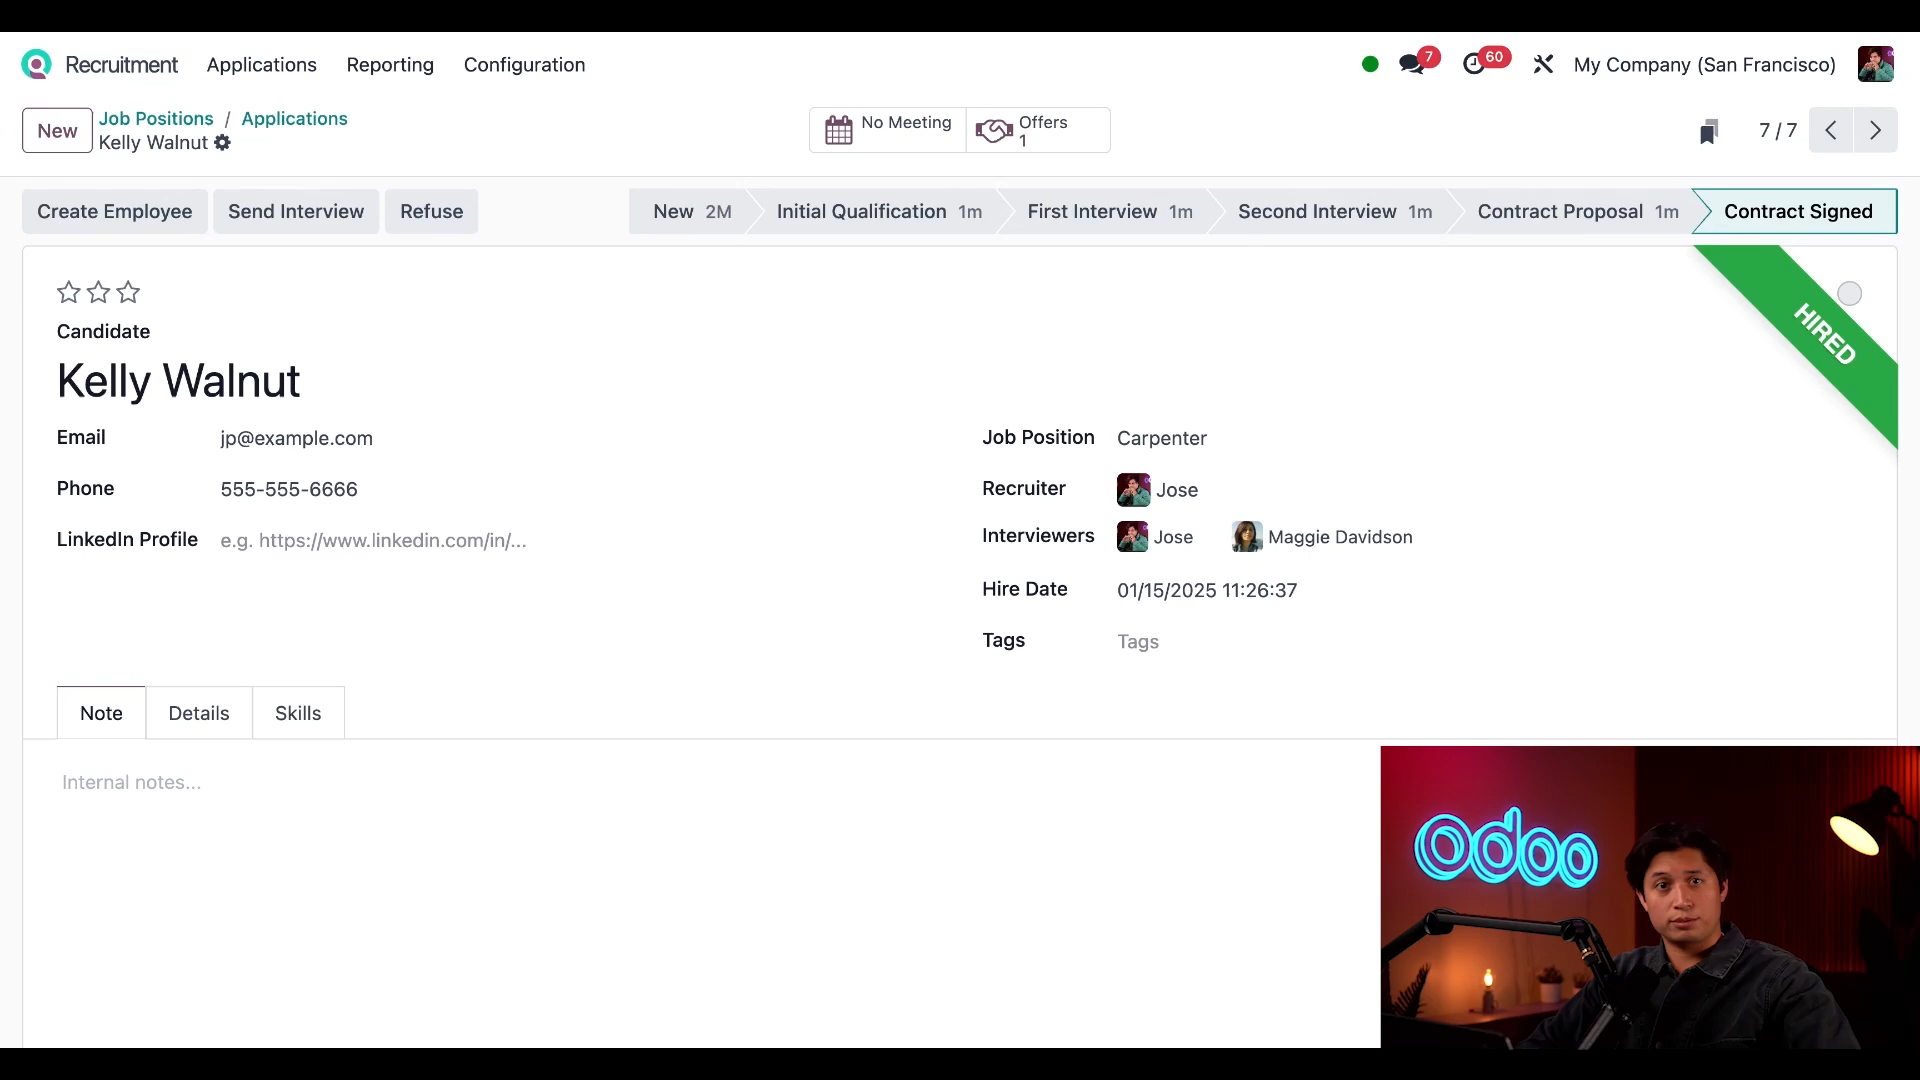 Recruitment Applications Reporting Configuration 7 60 My Company (San Francisco)
New Job Positions / Applications
Kelly Walnut
No Meeting
Offers
1
7 / 7
Create Employee Send Interview Refuse
New 2M Initial Qualification 1m First Interview 1m Second Interview 1m Contract Proposal 1m Contract Signed
HIRED
Candidate
Kelly Walnut
Email jp@example.com
Phone 555-555-6666
LinkedIn Profile e.g. https://www.linkedin.com/in/...
Job Position Carpenter
Recruiter Jose
Interviewers Jose Maggie Davidson
Hire Date 01/15/2025 11:26:37
Tags Tags
Note Details Skills
Internal notes...
odoo